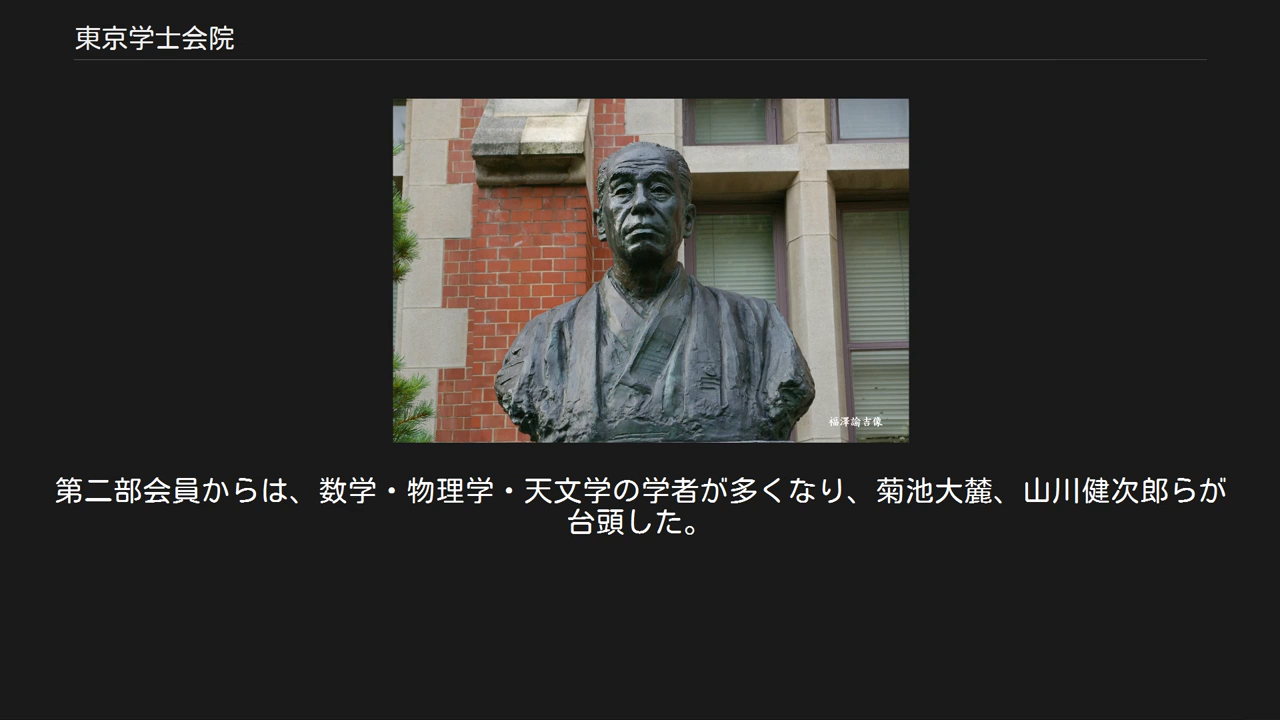 東京学士会院
福澤諭吉像
第二部会員からは、数学・物理学・天文学の学者が多くなり、菊池大麓、山川健次郎らが
台頭した。